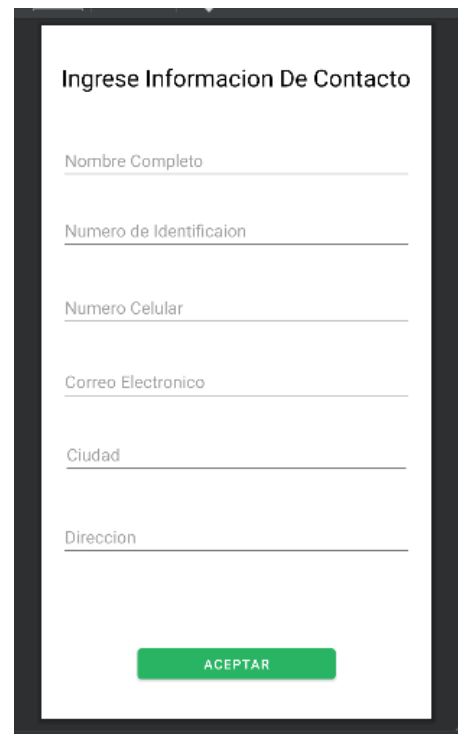 Ingrese Informacion De Contacto
Nombre Completo
Numero de Identificaion
Numero Celular
Correo Electronico
Ciudad
Direccion
ACEPTAR